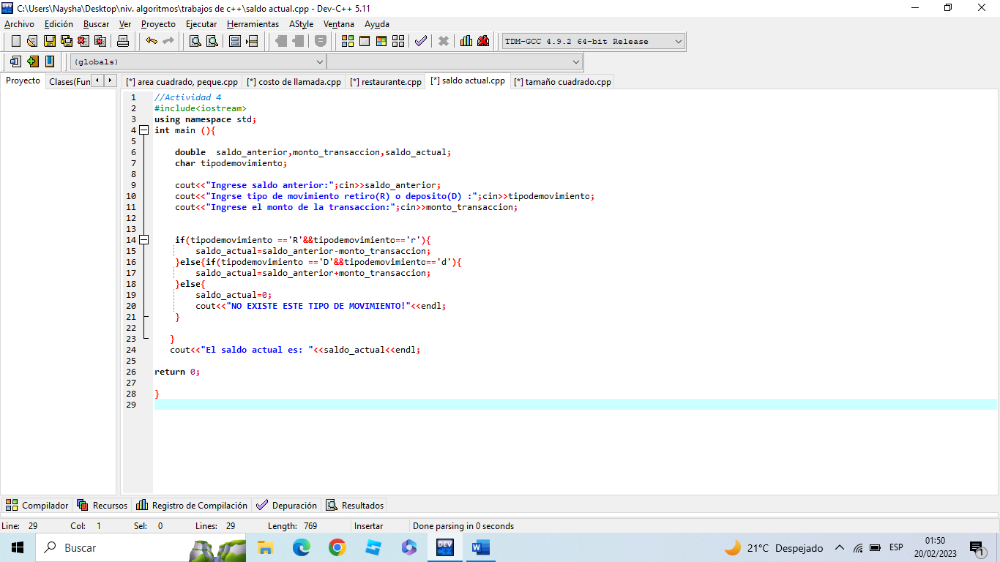 C:\Users\Naysha\Desktop\niv. algoritmos\trabajos de c++\saldo actual.cpp - Dev-C++ 5.11
Archivo Edición Buscar Ver Proyecto Ejecutar Herramientas AStyle Ventana Ayuda
TDM-GCC 4.9.2 64-bit Release
(globals)
Proyecto Clases(Fun [*] area cuadrado, peque.cpp [*] costo de llamada.cpp [*] restaurante.cpp [*] saldo actual.cpp [*] tamaño cuadrado.cpp
1 //Actividad 4
2 #include<iostream>
3 using namespace std;
4 int main (){
5
6 double  saldo_anterior,monto_transaccion,saldo_actual;
7 char tipodemovimiento;
8
9 cout<<"Ingrese saldo anterior:";cin>>saldo_anterior;
10 cout<<"Ingrse tipo de movimiento retiro(R) o deposito(D) :";cin>>tipodemovimiento;
11 cout<<"Ingrese el monto de la transaccion:";cin>>monto_transaccion;
12
13
14 if(tipodemovimiento =='R'&&tipodemovimiento=='r'){
15 saldo_actual=saldo_anterior-monto_transaccion;
16 }else{if(tipodemovimiento =='D'&&tipodemovimiento=='d'){
17 saldo_actual=saldo_anterior+monto_transaccion;
18 }else{
19 saldo_actual=0;
20 cout<<"NO EXISTE ESTE TIPO DE MOVIMIENTO!"<<endl;
21 }
22
23 }
24 cout<<"El saldo actual es: "<<saldo_actual<<endl;
25
26 return 0;
27
28 }
29
Compilador Recursos Registro de Compilación Depuración Resultados
Line: 29 Col: 1 Sel: 0 Lines: 29 Length: 769 Insertar Done parsing in 0 seconds
Buscar
DEV
W
21°C Despejado ESP
01:50
20/02/2023
1